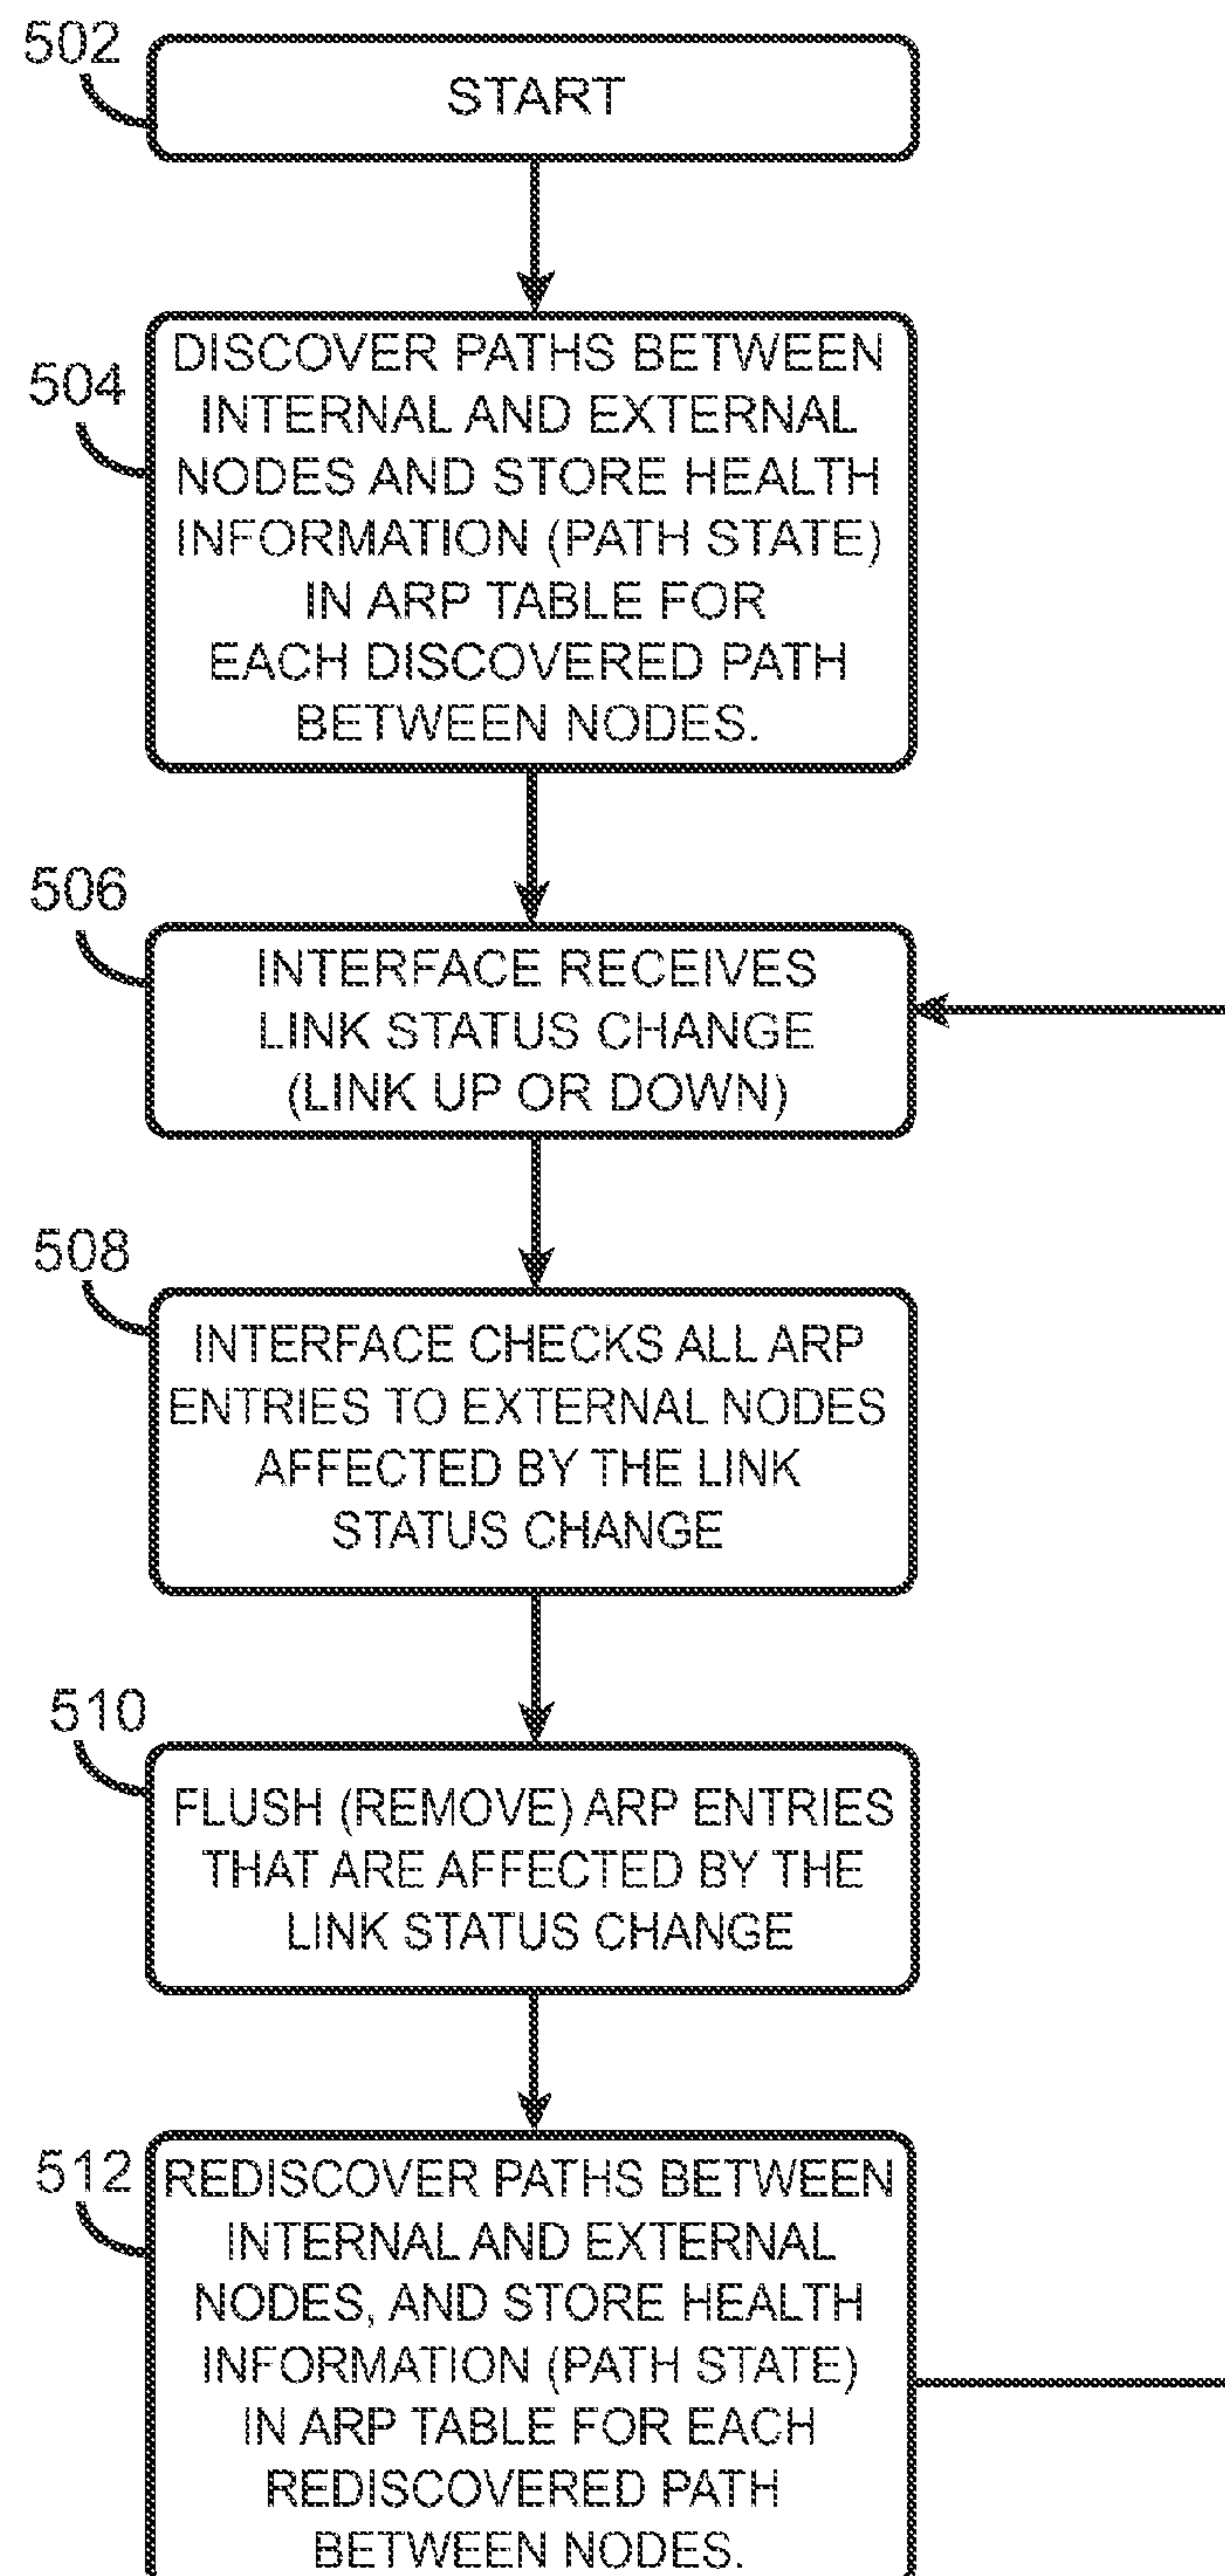 502
START
504
DISCOVER PATHS BETWEEN
INTERNAL AND EXTERNAL
NODES AND STORE HEALTH
INFORMATION (PATH STATE)
IN ARP TABLE FOR
EACH DISCOVERED PATH
BETWEEN NODES.
506
INTERFACE RECEIVES
LINK STATUS CHANGE
(LINK UP OR DOWN)
508
INTERFACE CHECKS ALL ARP
ENTRIES TO EXTERNAL NODES
AFFECTED BY THE LINK
STATUS CHANGE
510
FLUSH (REMOVE) ARP ENTRIES
THAT ARE AFFECTED BY THE
LINK STATUS CHANGE
512
REDISCOVER PATHS BETWEEN
INTERNAL AND EXTERNAL
NODES, AND STORE HEALTH
INFORMATION (PATH STATE)
IN ARP TABLE FOR EACH
REDISCOVERED PATH
BETWEEN NODES.